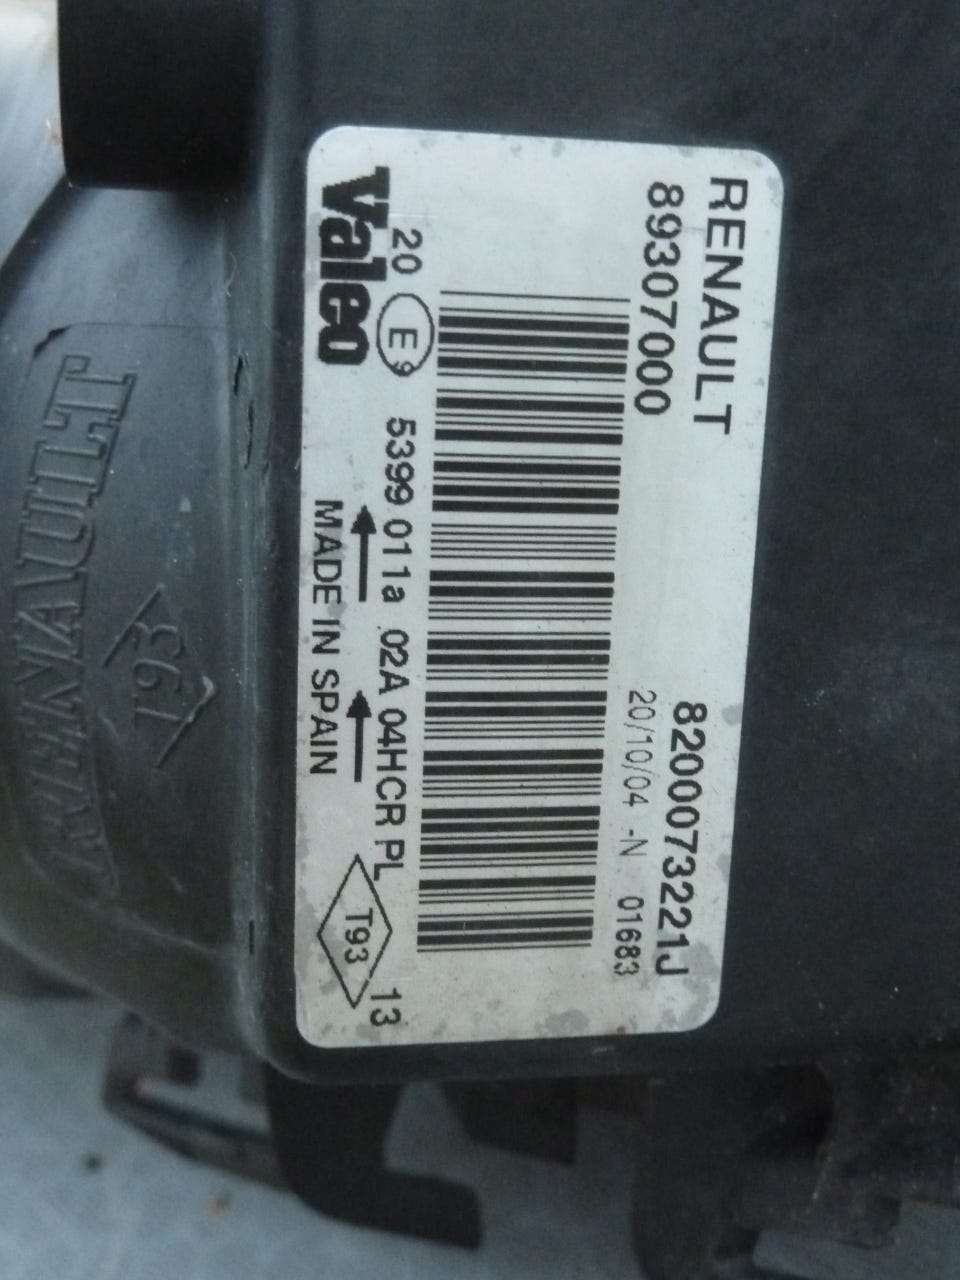 RENAULT
89307000
8200073221J
20/10/04 -N 01683
20 E9 5399 011a 02A 04HCR PL
T93 13
Valeo
MADE IN SPAIN
RENAULT
T93